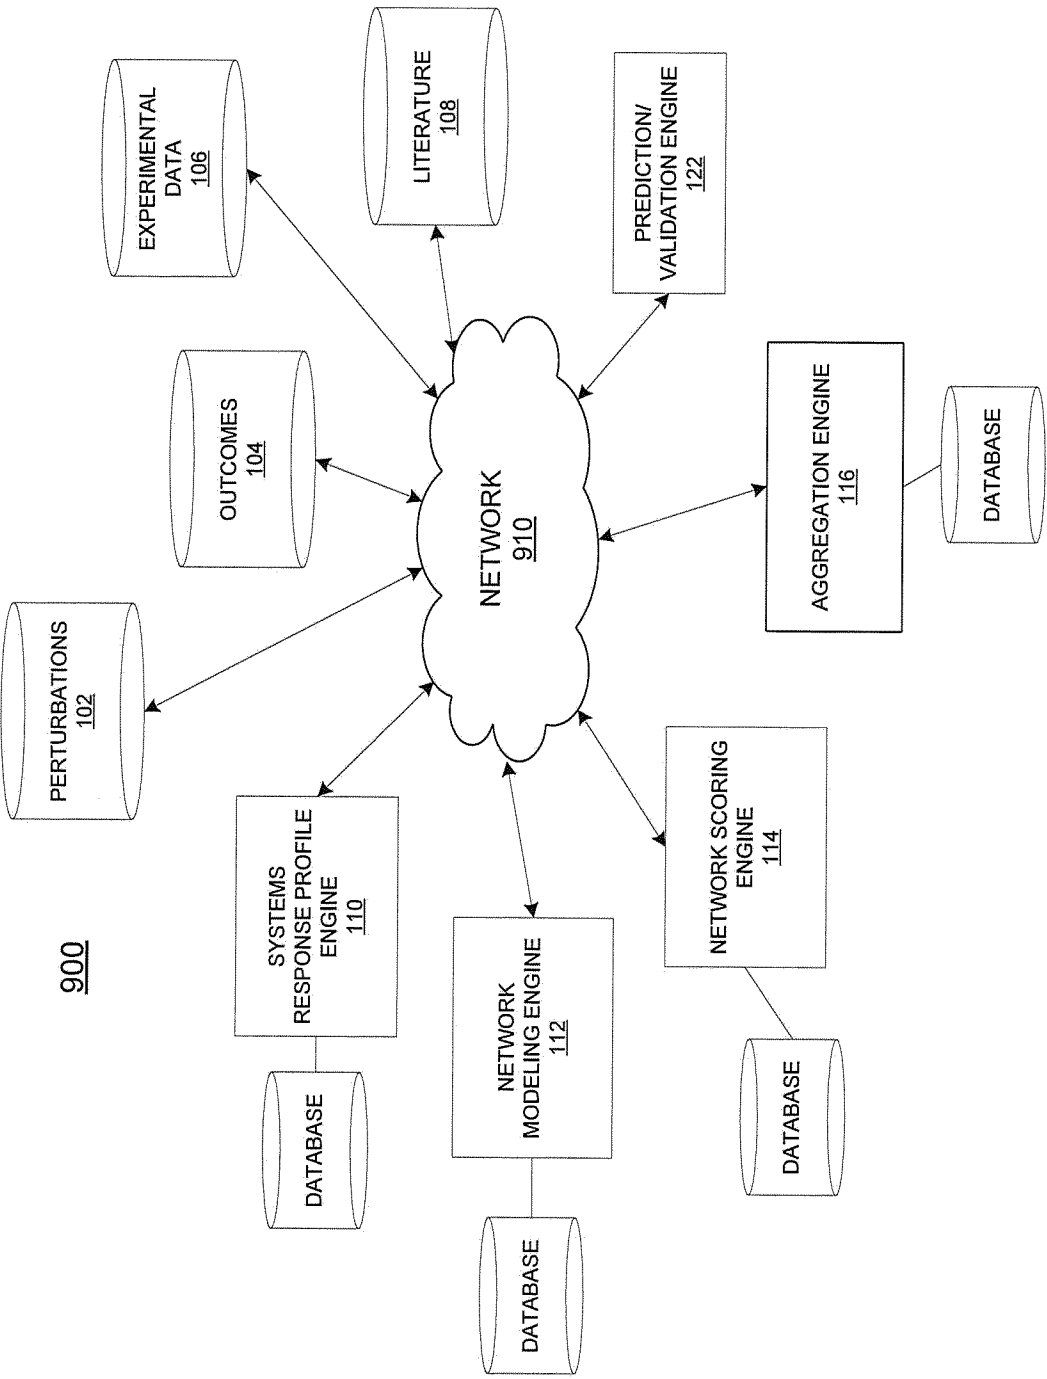 900
PERTURBATIONS
102
OUTCOMES
104
EXPERIMENTAL
DATA
106
LITERATURE
108
SYSTEMS
RESPONSE PROFILE
ENGINE
110
DATABASE
NETWORK
910
NETWORK
MODELING ENGINE
112
DATABASE
NETWORK SCORING
ENGINE
114
DATABASE
AGGREGATION ENGINE
116
DATABASE
PREDICTION/
VALIDATION ENGINE
122